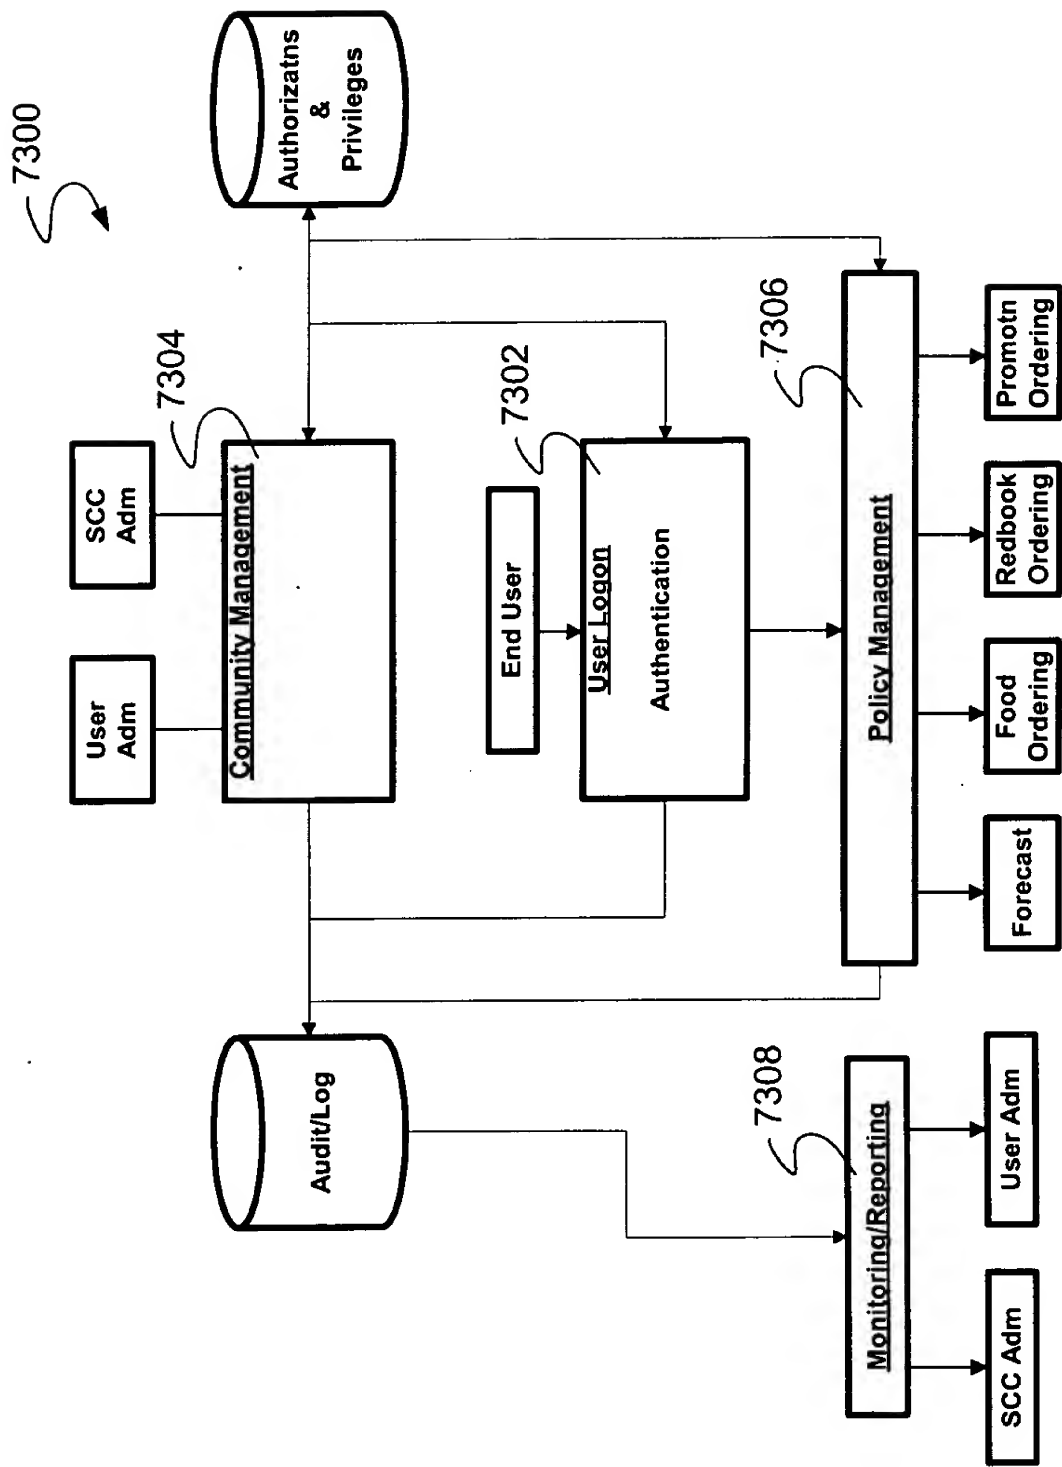 7300
User
Adm
SCC
Adm
7304
Community Management
Audit/Log
Authorizatns
&
Privileges
End User
7302
User Logon
Authentication
7306
Policy Management
7308
Monitoring/Reporting
SCC Adm
User Adm
Forecast
Food
Ordering
Redbook
Ordering
Promotn
Ordering